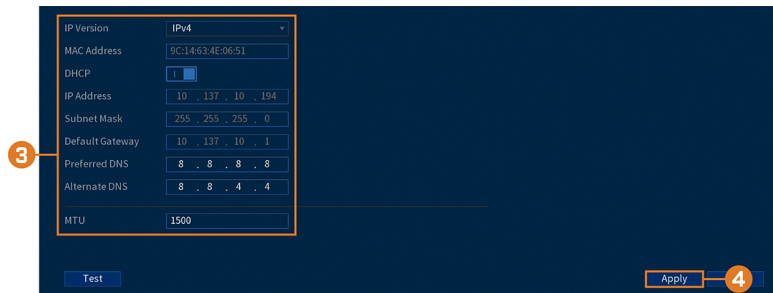 IP Version IPv4
MAC Address 9C:14:63:4E:06:51
DHCP
IP Address 10 . 137 . 10 . 194
Subnet Mask 255 . 255 . 255 . 0
3
Default Gateway 10 . 137 . 10 . 1
Preferred DNS 8 . 8 . 8 . 8
Alternate DNS 8 . 8 . 4 . 4
MTU 1500
Test Apply 4